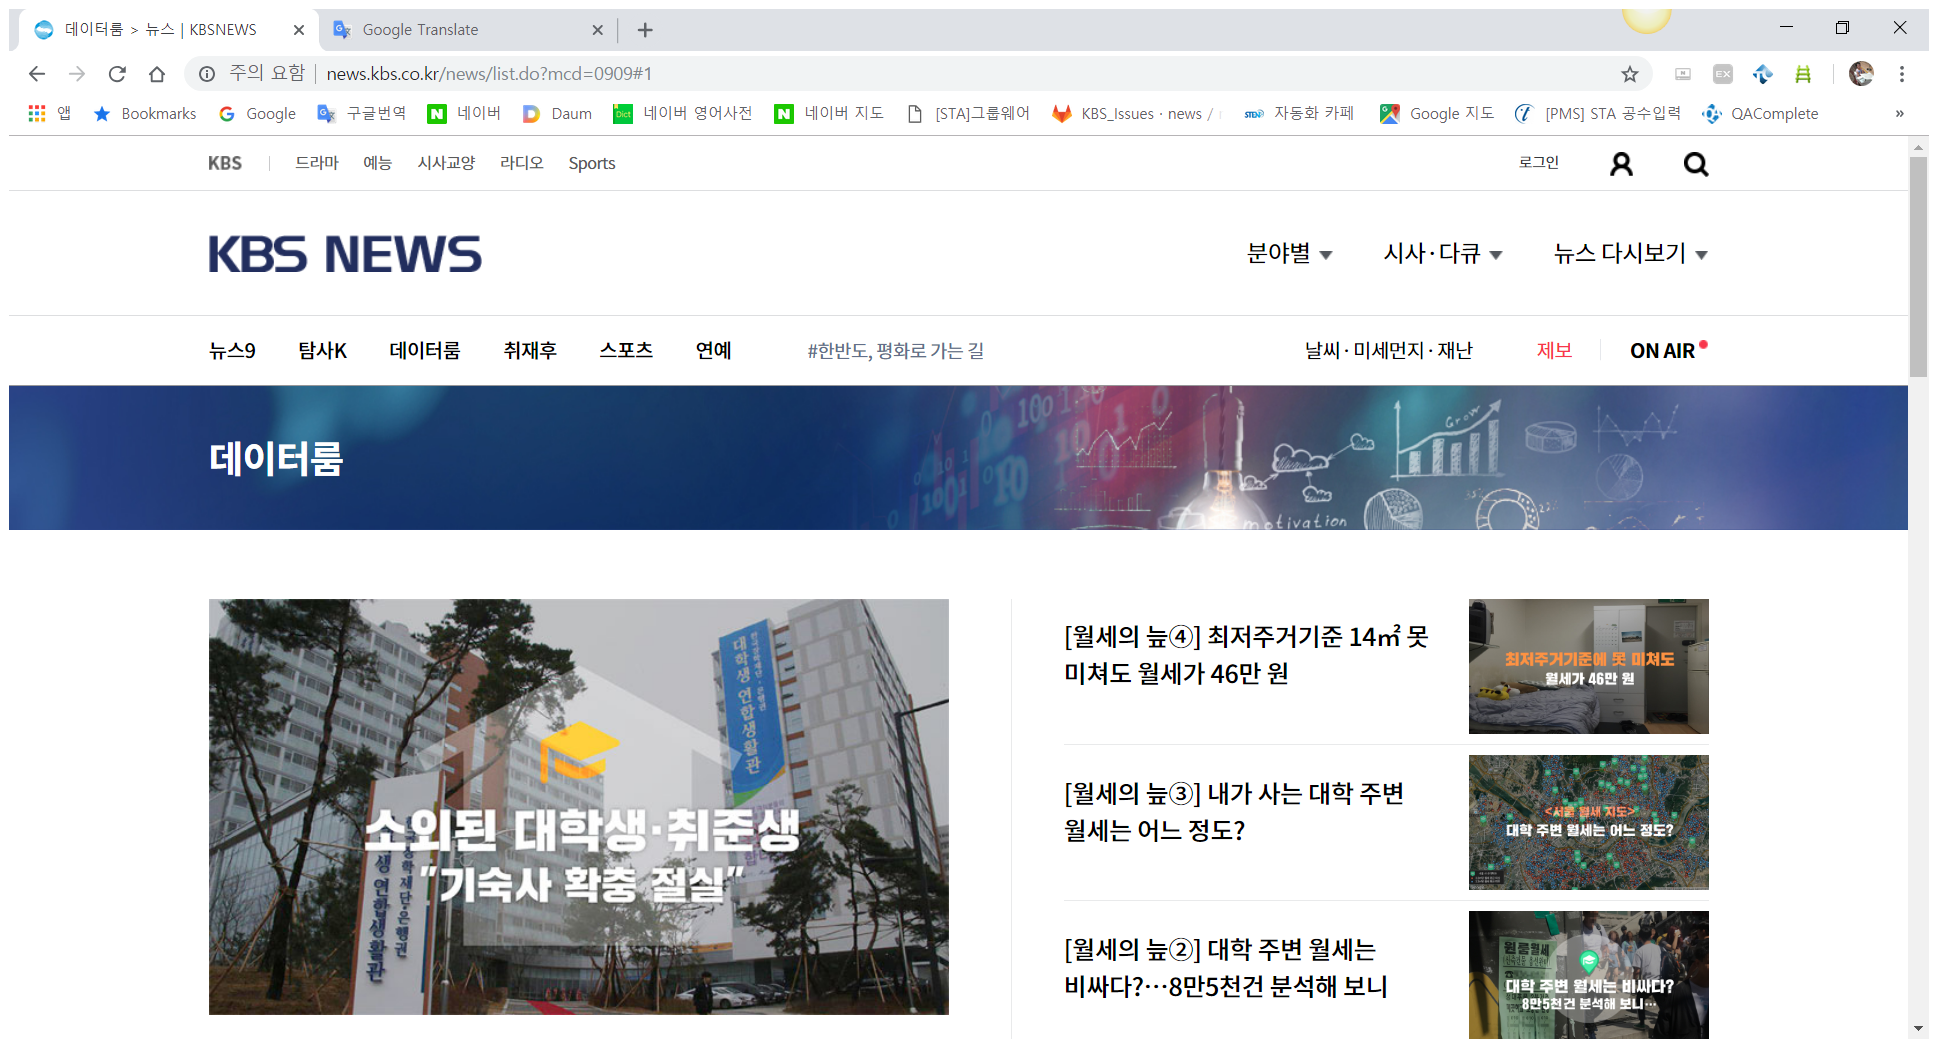 데이터룸 > 뉴스 | KBSNEWS
Google Translate
주의 요함
news.kbs.co.kr/news/list.do?mcd=0909#1
EX
앱
Bookmarks
Google
구글번역
네이버
Daum
Dict
네이버 영어사전
네이버 지도
[STA]그룹웨어
KBS_Issues · news /
STEN
자동화 카페
Google 지도
[PMS] STA 공수입력
QAComplete
KBS
드라마
예능
시사교양
라디오
Sports
로그인
KBS NEWS
분야별
시사·다큐
뉴스 다시보기
뉴스9
탐사K
데이터룸
취재후
스포츠
연예
#한반도, 평화로 가는 길
날씨·미세먼지·재난
제보
ON AIR
데이터룸
Grow
motivation
35%
대학생 연합생활관
소외된 대학생·취준생
"기숙사 확충 절실"
[월세의 늪④] 최저주거기준 14㎡ 못
미쳐도 월세가 46만 원
최저주거기준에 못 미쳐도
월세가 46만 원
[월세의 늪③] 내가 사는 대학 주변
월세는 어느 정도?
<서울 월세 지도>
대학 주변 월세는 어느 정도?
[월세의 늪②] 대학 주변 월세는
비싸다?…8만5천건 분석해 보니
원룸월세
대학 주변 월세는 비싸다?
8만5천건 분석해 보니…